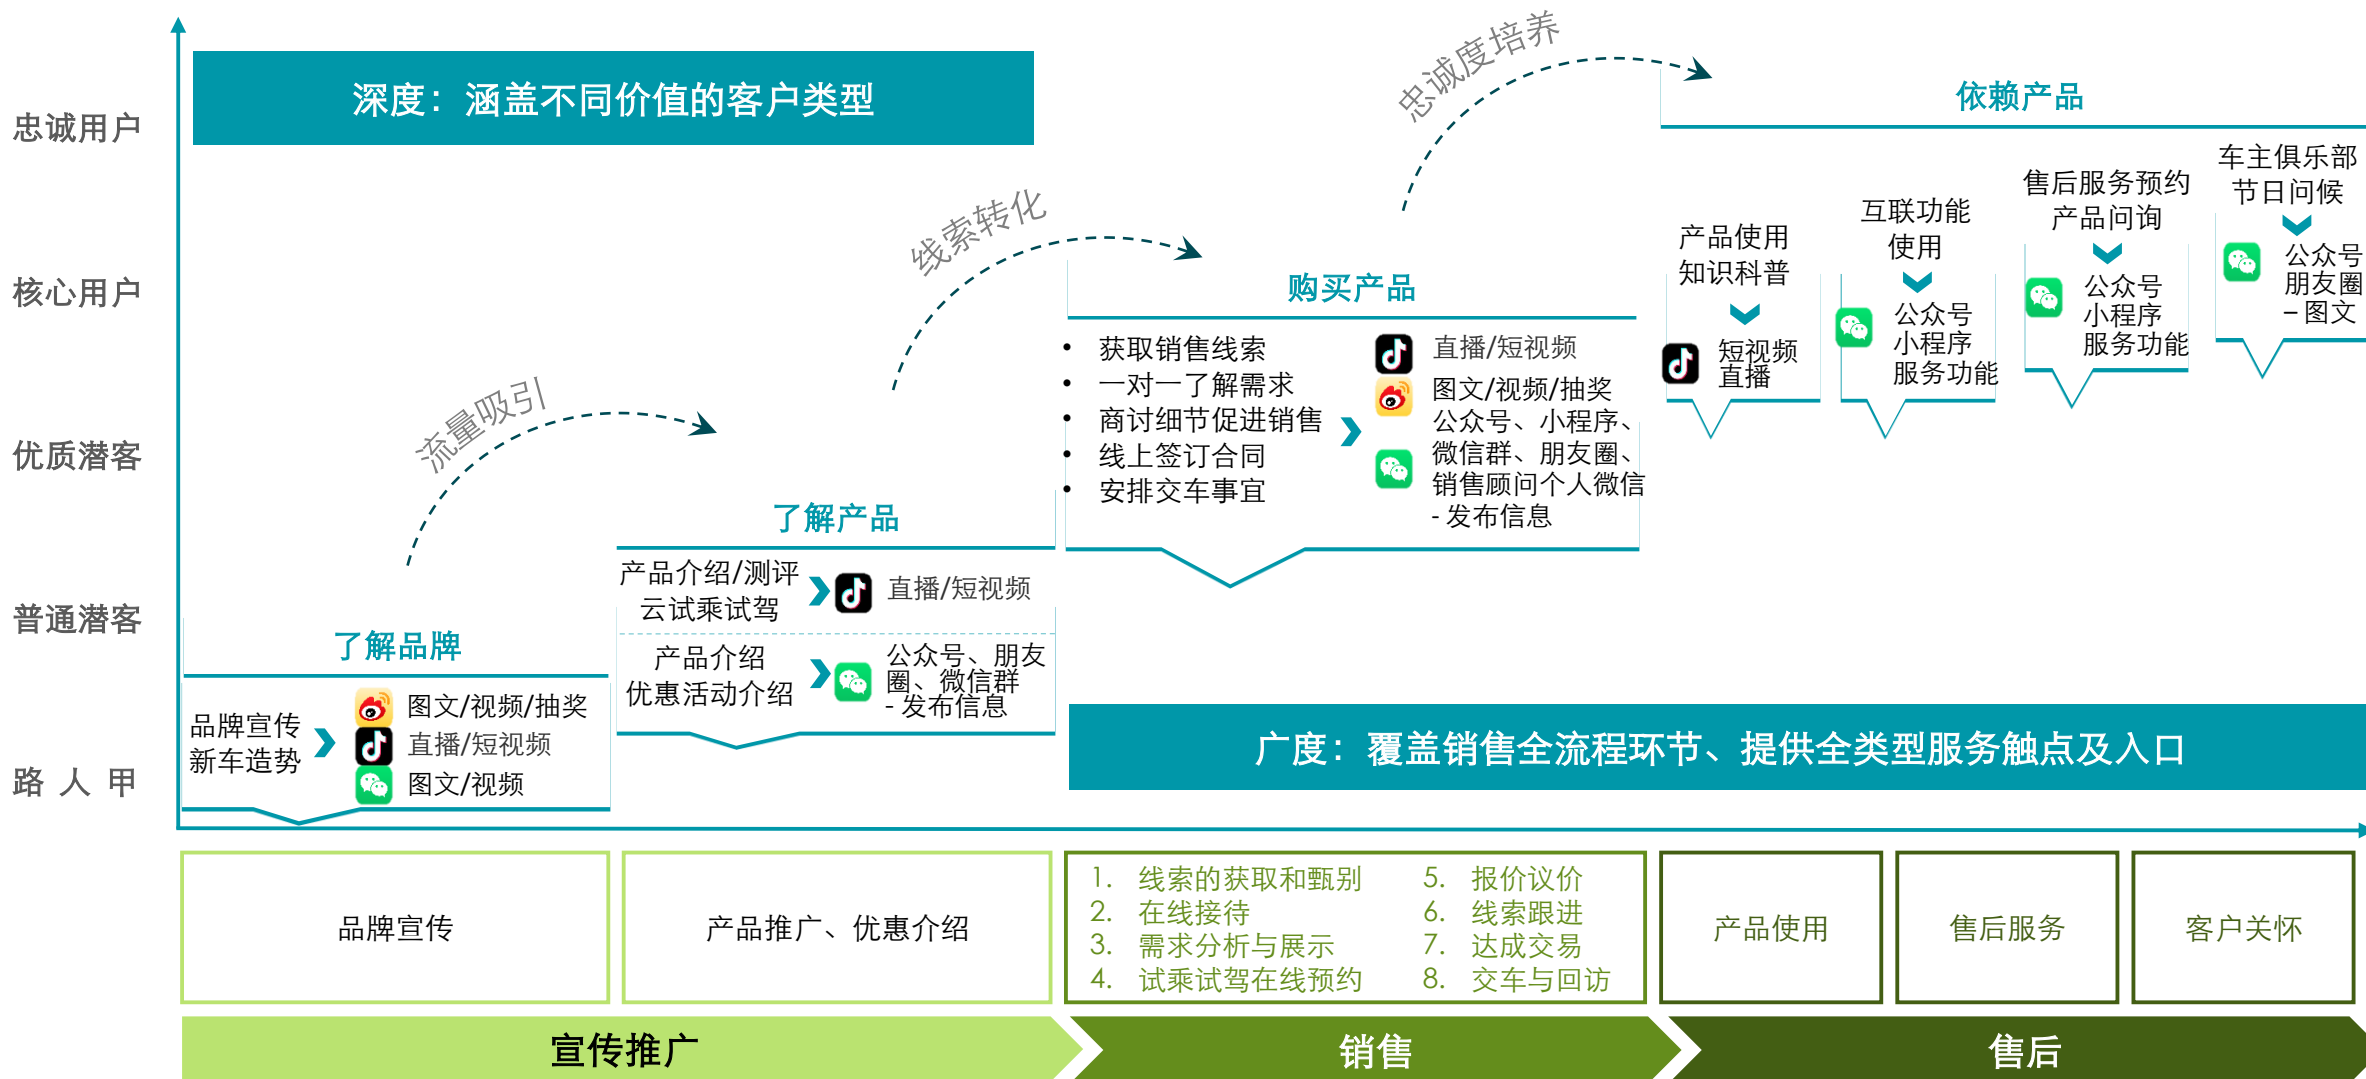 忠诚用户
核心用户
优质潜客
普通潜客
路 人 甲
深度：涵盖不同价值的客户类型
流量吸引
线索转化
忠诚度培养
了解品牌
品牌宣传
新车造势
图文/视频/抽奖
直播/短视频
图文/视频
了解产品
产品介绍/测评
云试乘试驾
直播/短视频
产品介绍
优惠活动介绍
公众号、朋友
圈、微信群
- 发布信息
购买产品
• 获取销售线索
• 一对一了解需求
• 商讨细节促进销售
• 线上签订合同
• 安排交车事宜
直播/短视频
图文/视频/抽奖
公众号、小程序、
微信群、朋友圈、
销售顾问个人微信
- 发布信息
依赖产品
产品使用
知识科普
短视频
直播
互联功能
使用
公众号
小程序
服务功能
售后服务预约
产品问询
公众号
小程序
服务功能
车主俱乐部
节日问候
公众号
朋友圈
– 图文
广度：覆盖销售全流程环节、提供全类型服务触点及入口
品牌宣传
产品推广、优惠介绍
1. 线索的获取和甄别
2. 在线接待
3. 需求分析与展示
4. 试乘试驾在线预约
5. 报价议价
6. 线索跟进
7. 达成交易
8. 交车与回访
产品使用
售后服务
客户关怀
宣传推广
销售
售后